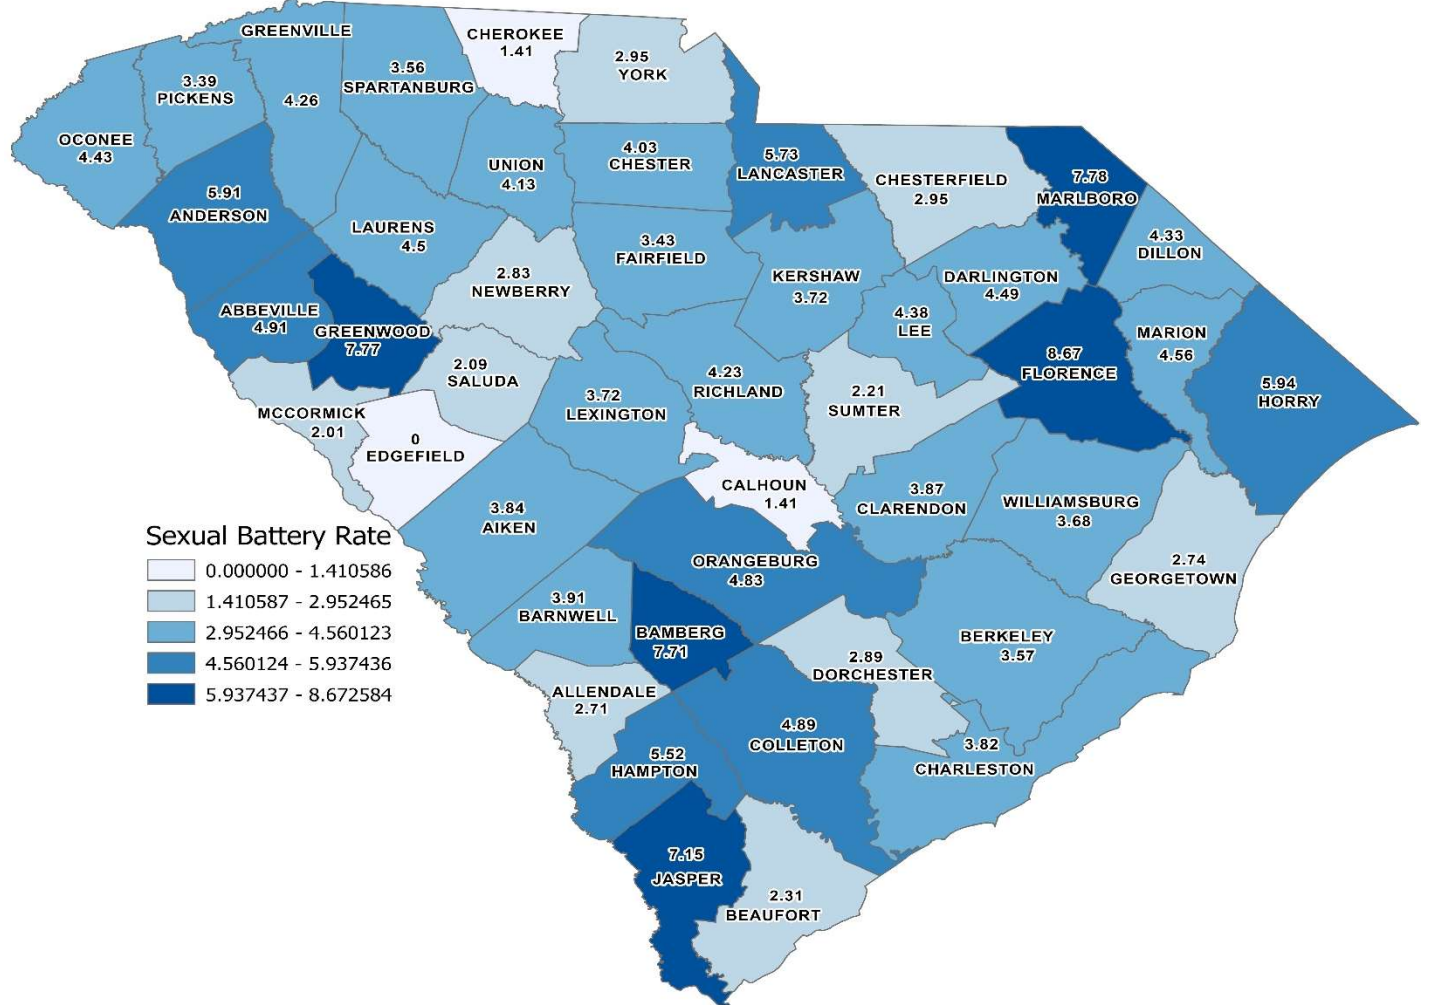 GREENVILLE
4.26
CHEROKEE
1.41
2.95
YORK
3.56
SPARTANBURG
3.39
PICKENS
OCONEE
4.43
UNION
4.13
4.03
CHESTER
5.73
LANCASTER
CHESTERFIELD
2.95
7.78
MARLBORO
5.91
ANDERSON
LAURENS
4.5
3.43
FAIRFIELD
4.33
DILLON
2.83
NEWBERRY
KERSHAW
3.72
DARLINGTON
4.49
ABBEVILLE
4.91
GREENWOOD
7.77
4.38
LEE
MARION
4.56
2.09
SALUDA
8.67
FLORENCE
4.23
RICHLAND
5.94
HORRY
3.72
LEXINGTON
2.21
SUMTER
MCCORMICK
2.01
0
EDGEFIELD
CALHOUN
1.41
3.87
CLARENDON
WILLIAMSBURG
3.68
3.84
AIKEN
ORANGEBURG
4.83
2.74
GEORGETOWN
3.91
BARNWELL
BAMBERG
7.71
BERKELEY
3.57
2.89
DORCHESTER
ALLENDALE
2.71
4.89
COLLETON
3.82
CHARLESTON
5.52
HAMPTON
7.15
JASPER
2.31
BEAUFORT
Sexual Battery Rate
0.000000 - 1.410586
1.410587 - 2.952465
2.952466 - 4.560123
4.560124 - 5.937436
5.937437 - 8.672584